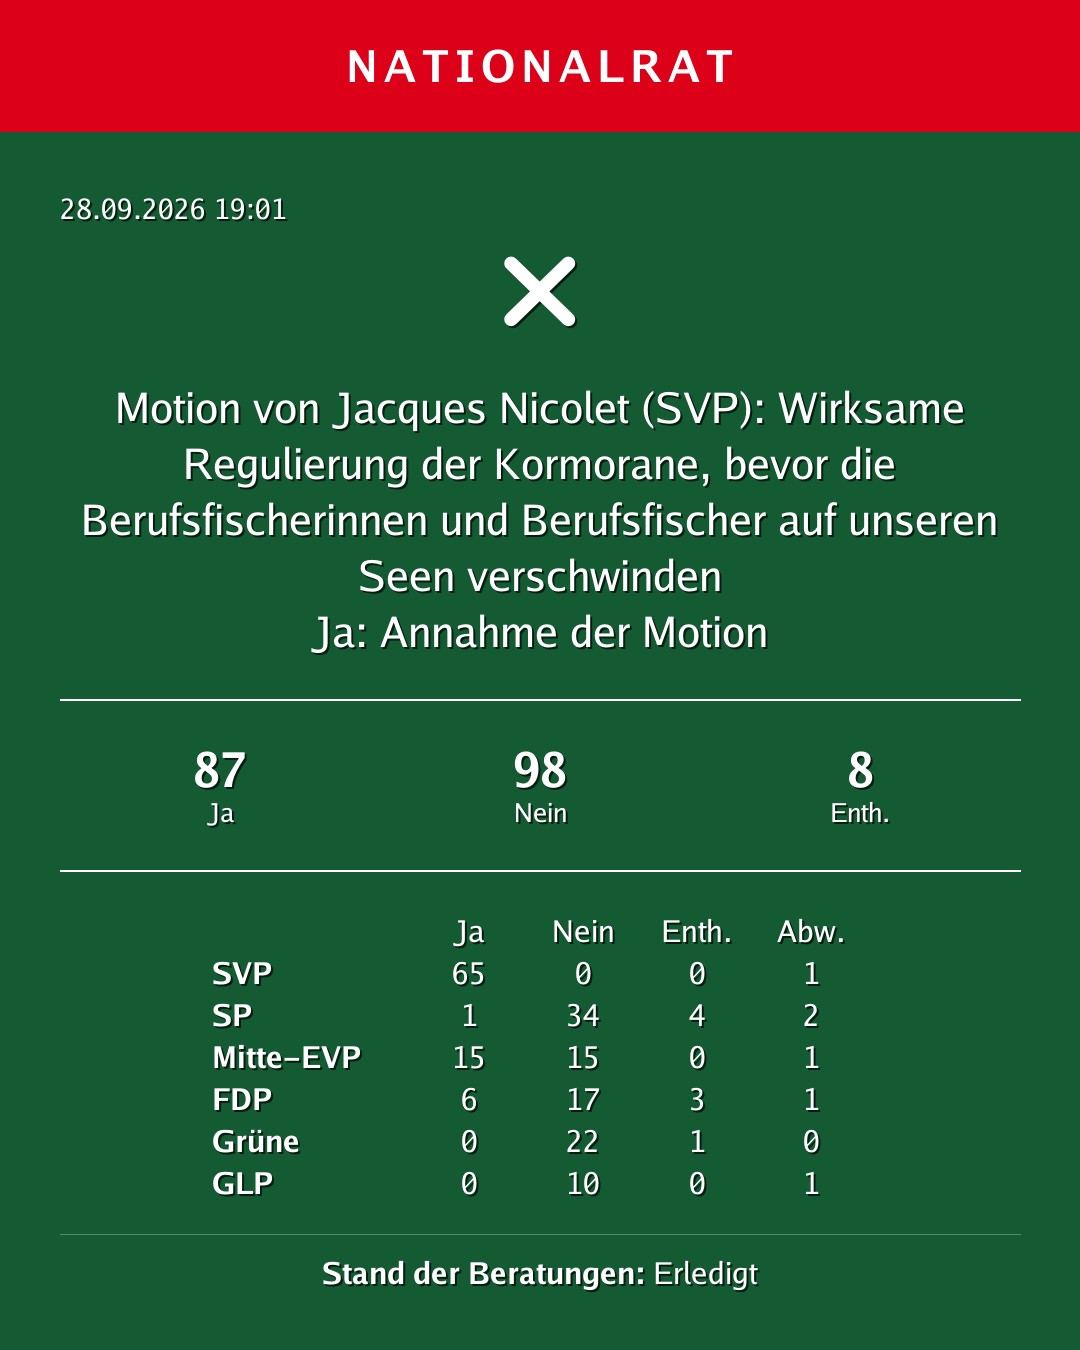 NATIONALRAT
28.09.2026 19:01
Motion von Jacques Nicolet (SVP): Wirksame
Regulierung der Kormorane, bevor die
Berufsfischerinnen und Berufsfischer auf unseren
Seen verschwinden
Ja: Annahme der Motion
87 98 8
Ja Nein Enth.
Ja Nein Enth. Abw.
SVP 65 0 0 1
SP 1 34 4 2
Mitte–EVP 15 15 0 1
FDP 6 17 3 1
Grüne 0 22 1 0
GLP 0 10 0 1
Stand der Beratungen: Erledigt